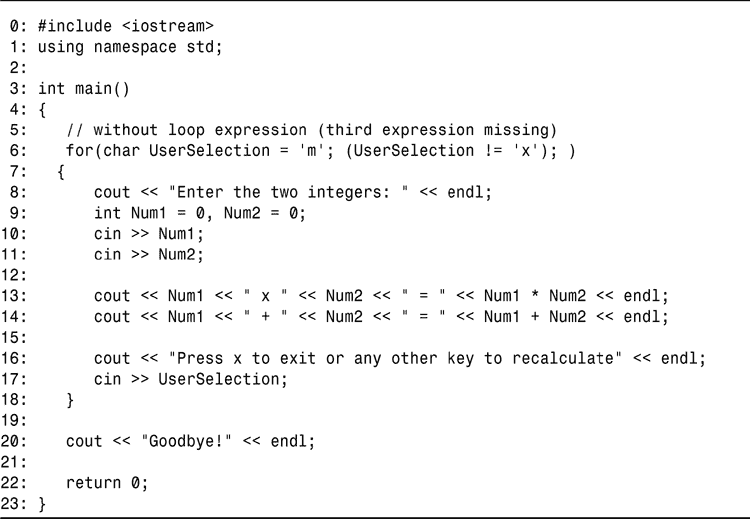 0: #include <iostream>
1: using namespace std;
2:
3: int main()
4: {
5:    // without loop expression (third expression missing)
6:    for(char UserSelection = 'm'; (UserSelection != 'x'); )
7:   {
8:       cout << "Enter the two integers: " << endl;
9:       int Num1 = 0, Num2 = 0;
10:       cin >> Num1;
11:       cin >> Num2;
12:
13:       cout << Num1 << " x " << Num2 << " = " << Num1 * Num2 << endl;
14:       cout << Num1 << " + " << Num2 << " = " << Num1 + Num2 << endl;
15:
16:       cout << "Press x to exit or any other key to recalculate" << endl;
17:       cin >> UserSelection;
18:    }
19:
20:    cout << "Goodbye!" << endl;
21:
22:    return 0;
23: }